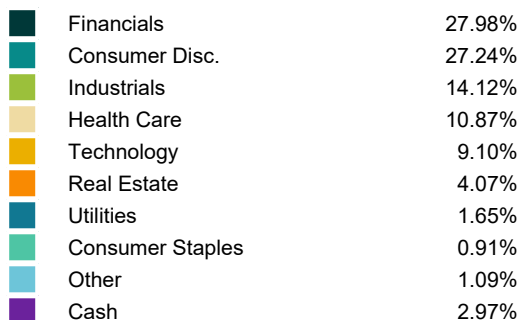 Financials 27.98%
Consumer Disc. 27.24%
Industrials 14.12%
Health Care 10.87%
Technology 9.10%
Real Estate 4.07%
Utilities 1.65%
Consumer Staples 0.91%
Other 1.09%
Cash 2.97%